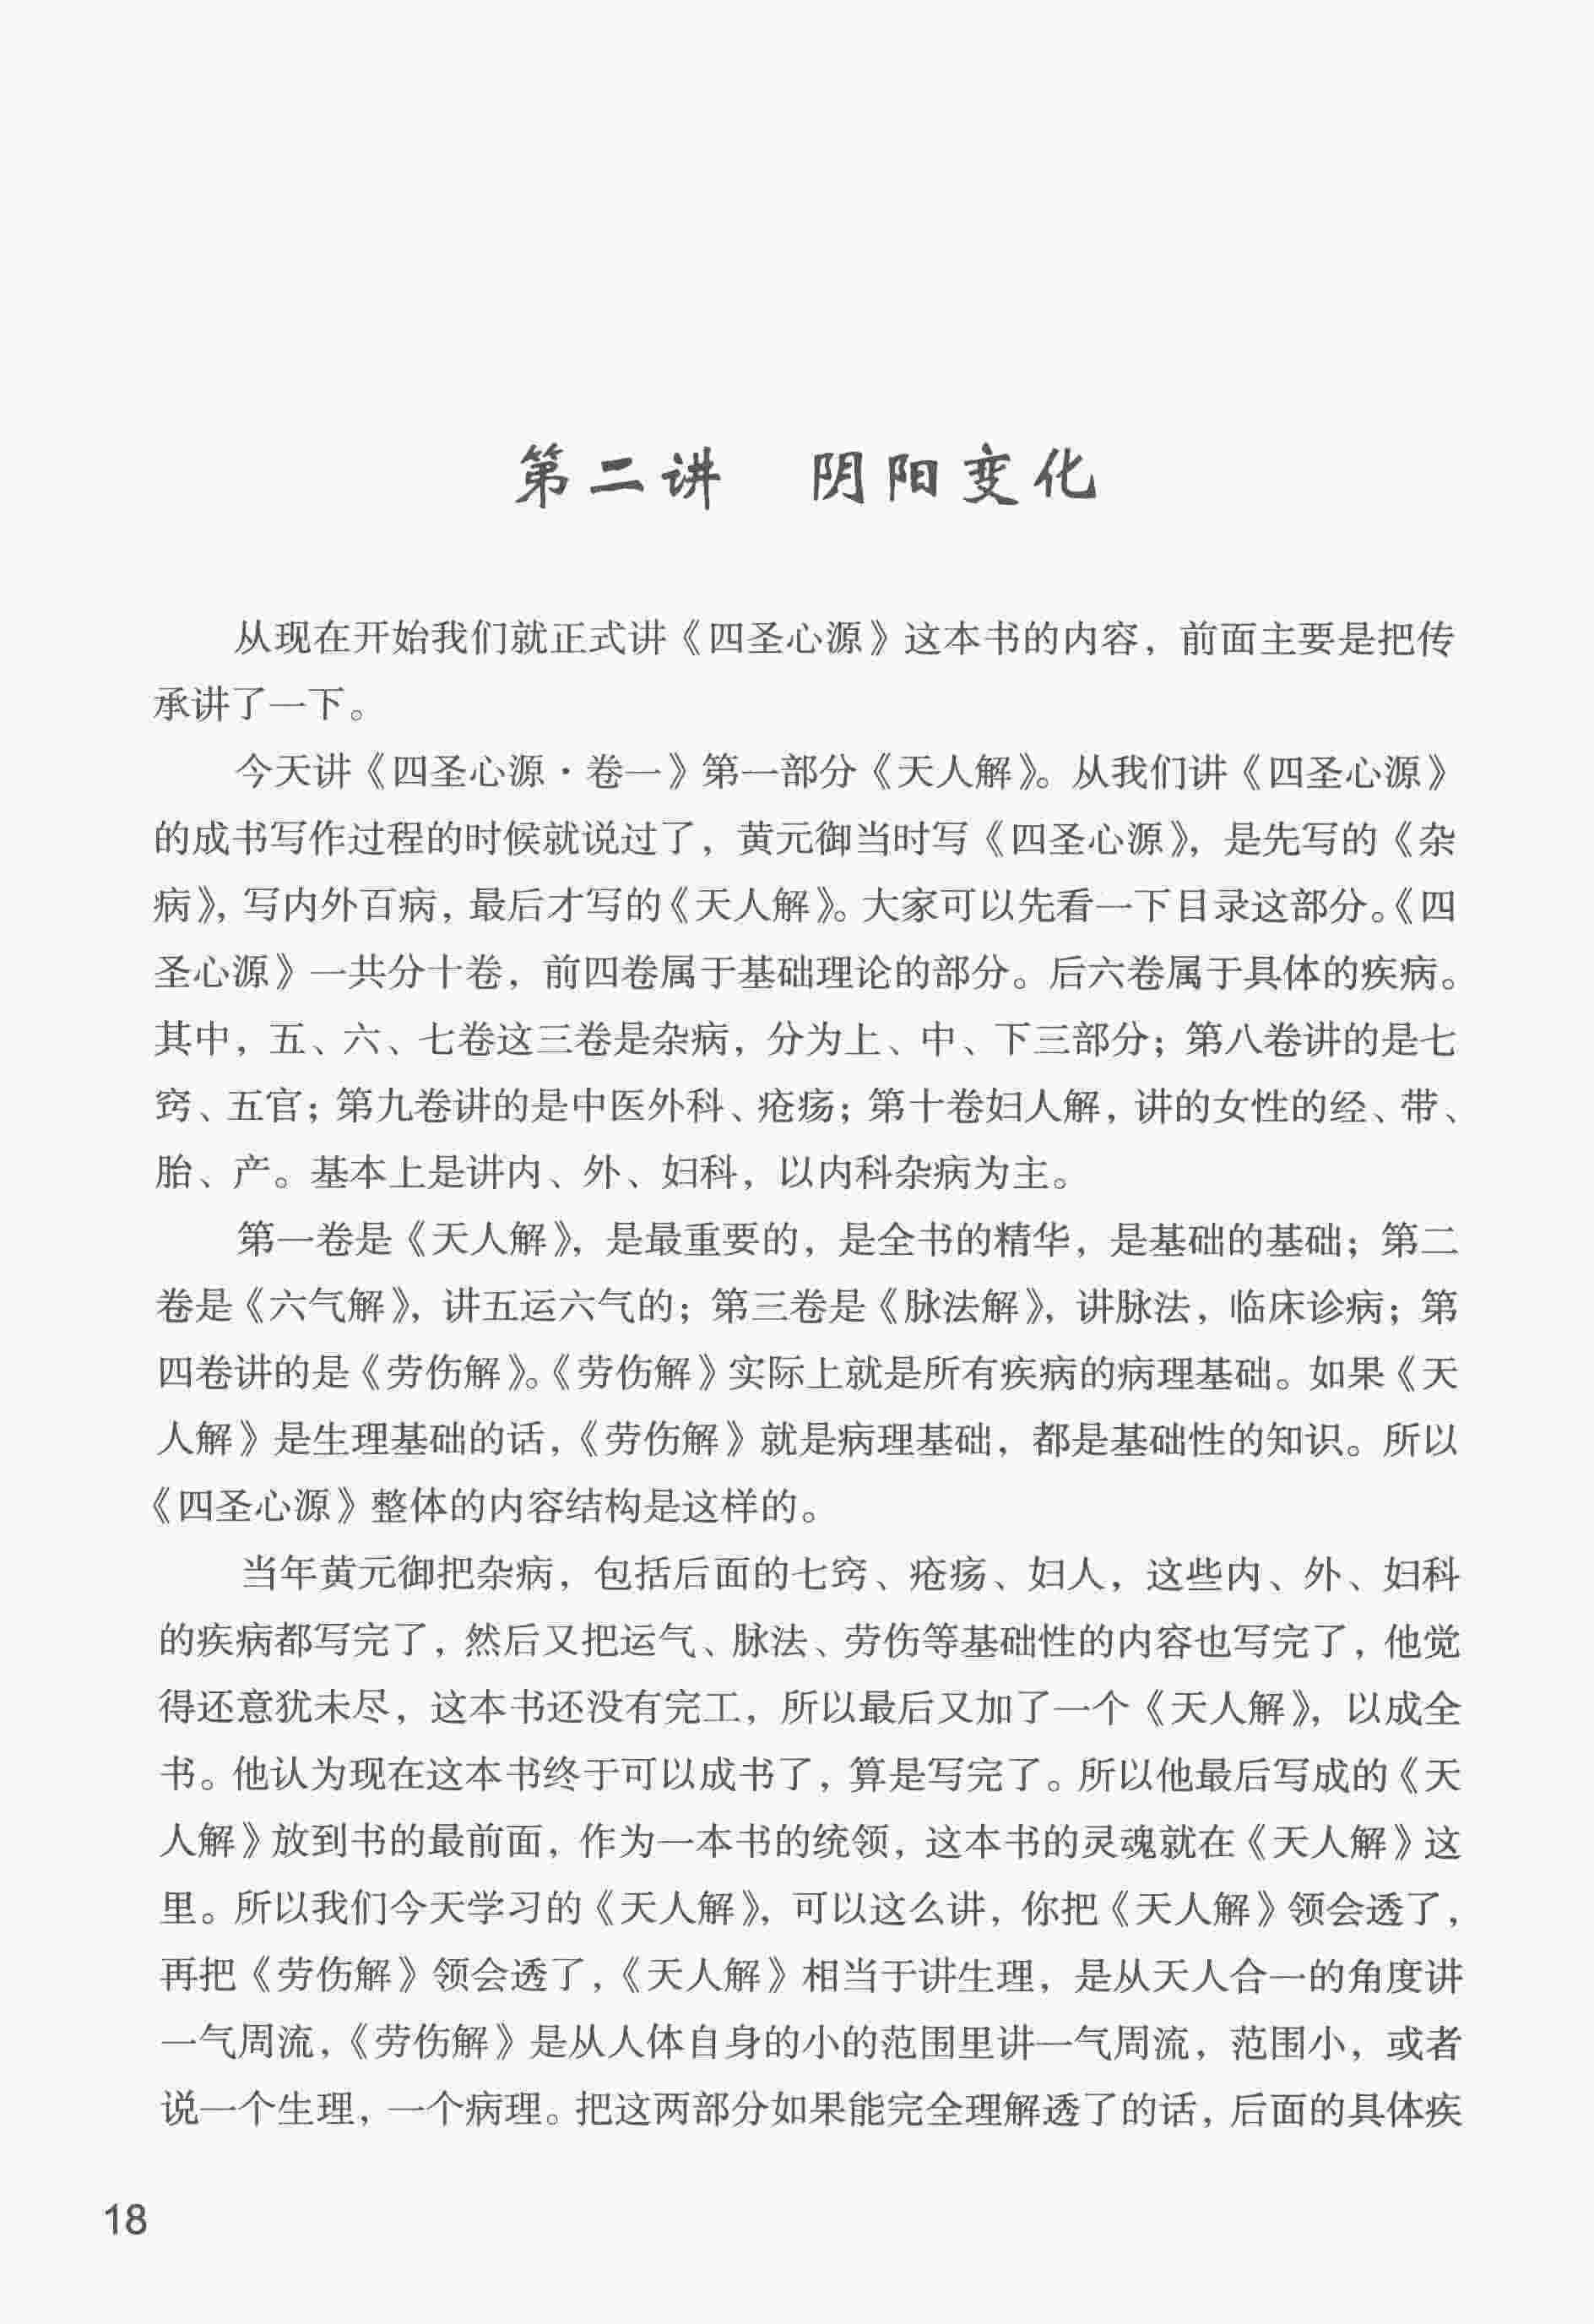 第二讲　阴阳变化
从现在开始我们就正式讲《四圣心源》这本书的内容，前面主要是把传
承讲了一下。
今天讲《四圣心源·卷一》第一部分《天人解》。从我们讲《四圣心源》
的成书写作过程的时候就说过了，黄元御当时写《四圣心源》，是先写的《杂
病》，写内外百病，最后才写的《天人解》。大家可以先看一下目录这部分。《四
圣心源》一共分十卷，前四卷属于基础理论的部分。后六卷属于具体的疾病。
其中，五、六、七卷这三卷是杂病，分为上、中、下三部分；第八卷讲的是七
窍、五官；第九卷讲的是中医外科、疮疡；第十卷妇人解，讲的女性的经、带、
胎、产。基本上是讲内、外、妇科，以内科杂病为主。
第一卷是《天人解》，是最重要的，是全书的精华，是基础的基础；第二
卷是《六气解》，讲五运六气的；第三卷是《脉法解》，讲脉法，临床诊病；第
四卷讲的是《劳伤解》。《劳伤解》实际上就是所有疾病的病理基础。如果《天
人解》是生理基础的话，《劳伤解》就是病理基础，都是基础性的知识。所以
《四圣心源》整体的内容结构是这样的。
当年黄元御把杂病，包括后面的七窍、疮疡、妇人，这些内、外、妇科
的疾病都写完了，然后又把运气、脉法、劳伤等基础性的内容也写完了，他觉
得还意犹未尽，这本书还没有完工，所以最后又加了一个《天人解》，以成全
书。他认为现在这本书终于可以成书了，算是写完了。所以他最后写成的《天
人解》放到书的最前面，作为一本书的统领，这本书的灵魂就在《天人解》这
里。所以我们今天学习的《天人解》，可以这么讲，你把《天人解》领会透了，
再把《劳伤解》领会透了，《天人解》相当于讲生理，是从天人合一的角度讲
一气周流，《劳伤解》是从人体自身的小的范围里讲一气周流，范围小，或者
说一个生理，一个病理。把这两部分如果能完全理解透了的话，后面的具体疾
18